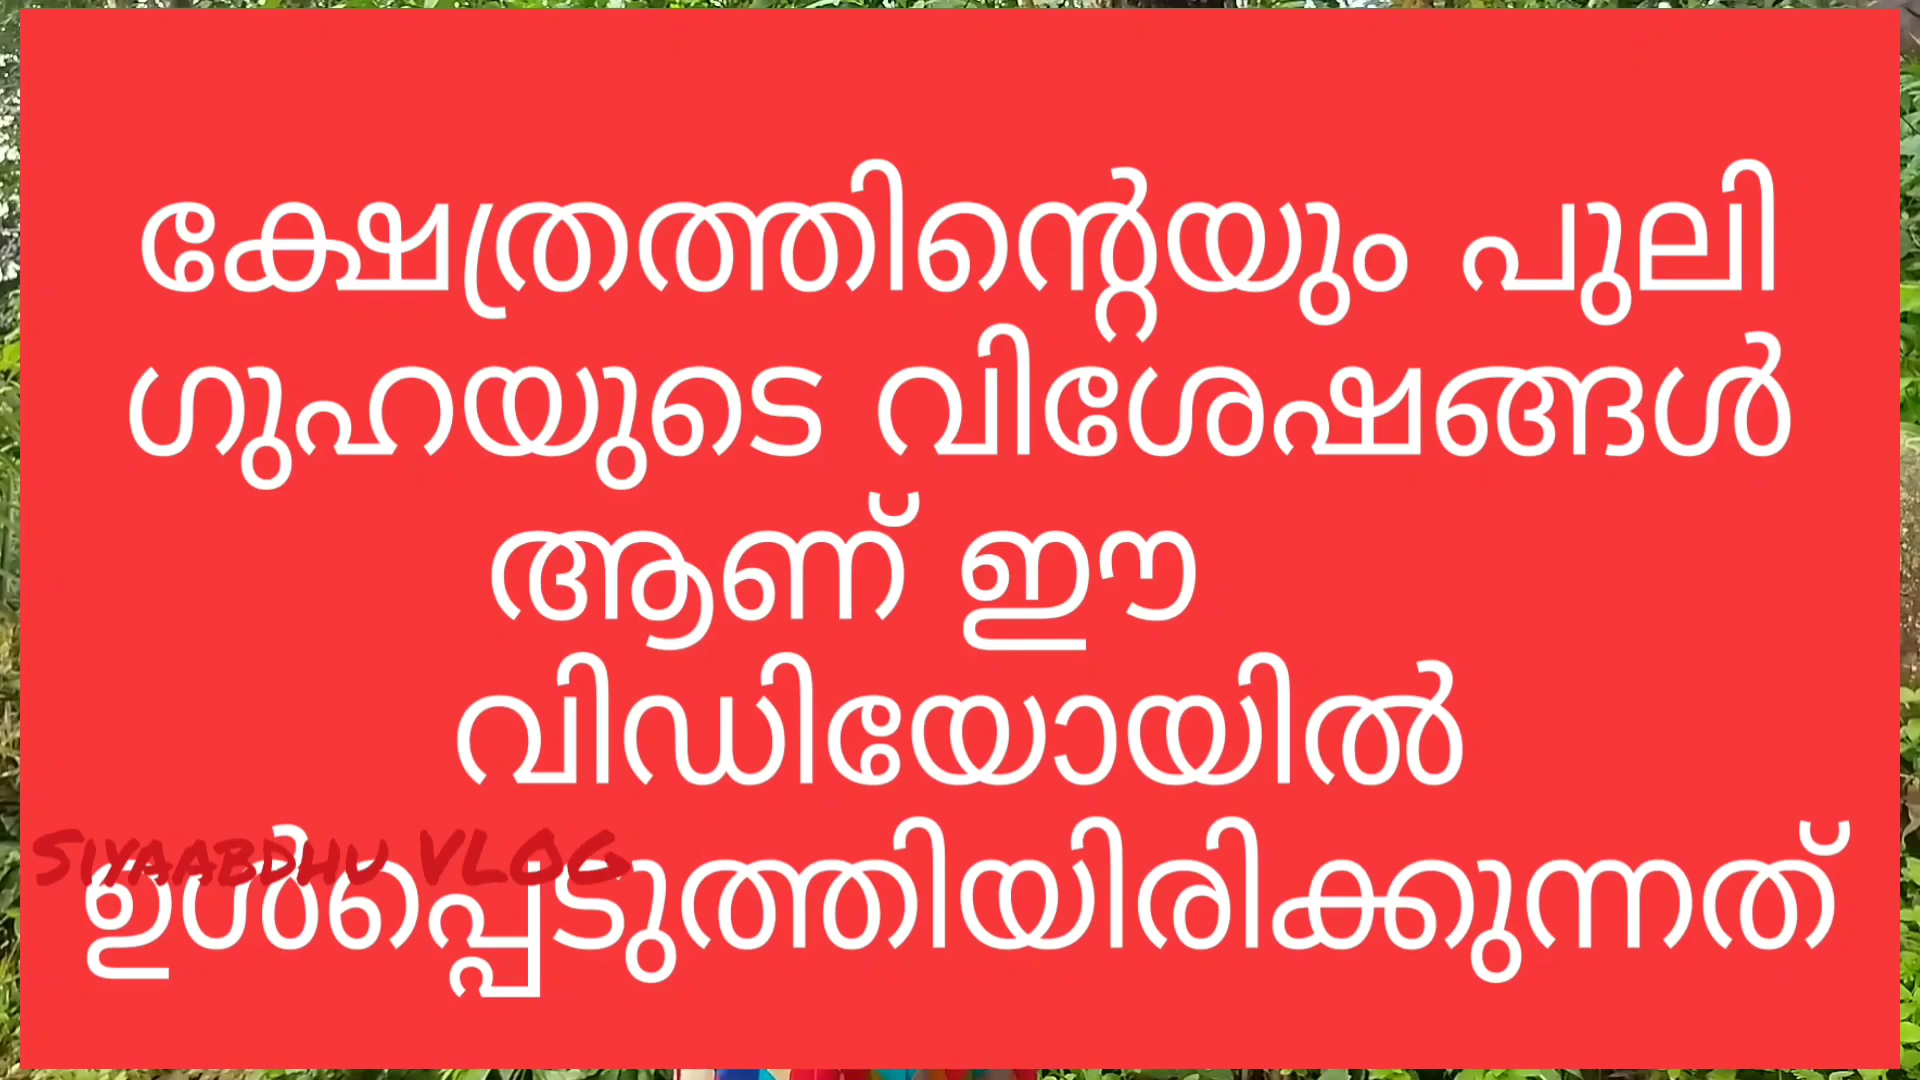 ക്ഷേത്രത്തിന്റെയും പുലി
ഗുഹയുടെ വിശേഷങ്ങൾ
ആണ് ഈ
വിഡിയോയിൽ
ഉൾപ്പെടുത്തിയിരിക്കുന്നത്
Siyaabdhu VLOG